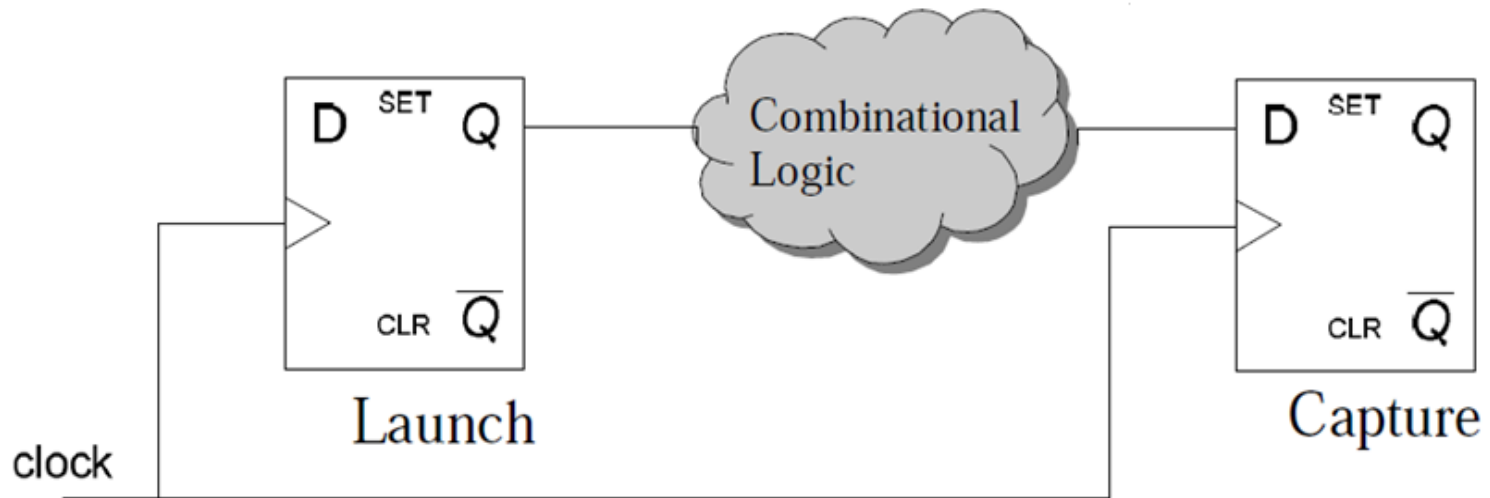 D SET Q
CLR Q̅
Launch
Combinational
Logic
D SET Q
CLR Q̅
Capture
clock